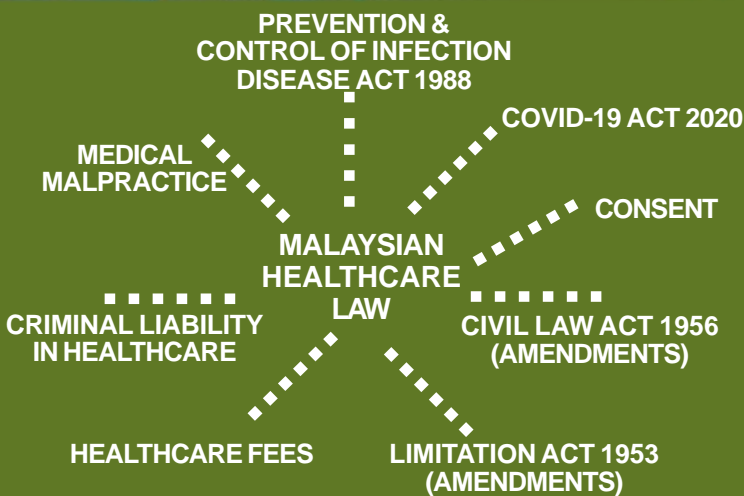 PREVENTION &
CONTROL OF INFECTION
DISEASE ACT 1988
COVID-19 ACT 2020
MEDICAL
MALPRACTICE
CONSENT
MALAYSIAN
HEALTHCARE
LAW
CRIMINAL LIABILITY
IN HEALTHCARE
CIVIL LAW ACT 1956
(AMENDMENTS)
HEALTHCARE FEES
LIMITATION ACT 1953
(AMENDMENTS)